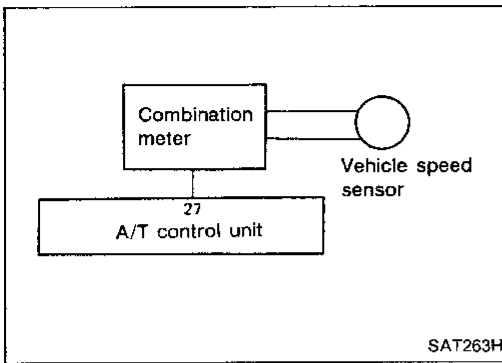 Combination
meter
Vehicle speed
sensor
27
A/T control unit
SAT263H